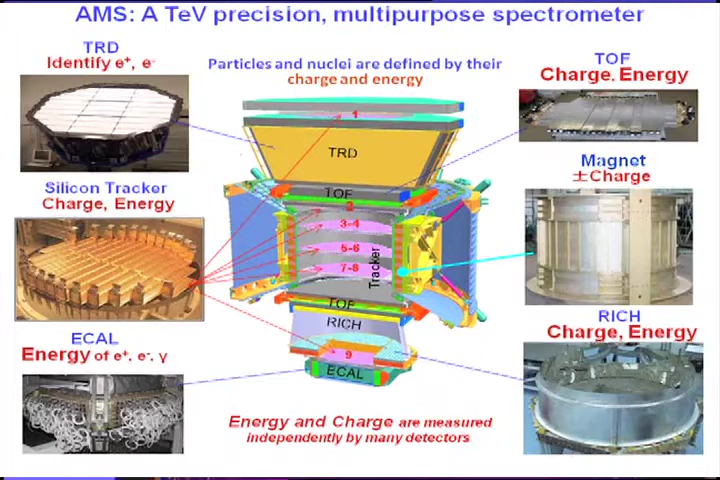 AMS: A TeV precision, multipurpose spectrometer
TRD
Identify e⁺, e⁻
Particles and nuclei are defined by their
charge and energy
TOF
Charge, Energy
Silicon Tracker
Charge, Energy
Magnet
±Charge
1
TRD
TOF
2
3-4
5-6
7-8
Tracker
TOF
RICH
9
ECAL
ECAL
Energy of e⁺, e⁻, γ
RICH
Charge, Energy
Energy and Charge are measured
independently by many detectors